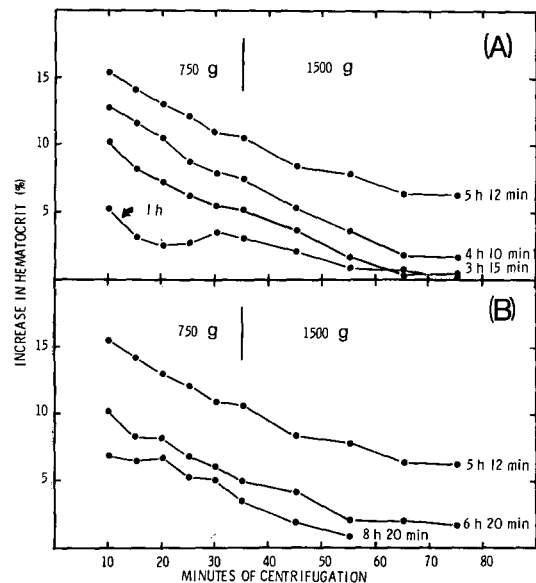 (A)
750 g
1500 g
15
10
5
1 h
5 h 12 min
4 h 10 min
3 h 15 min
INCREASE IN HEMATOCRIT (%)
(B)
750 g
1500 g
15
10
5
5 h 12 min
6 h 20 min
8 h 20 min
10 20 30 40 50 60 70 80
MINUTES OF CENTRIFUGATION